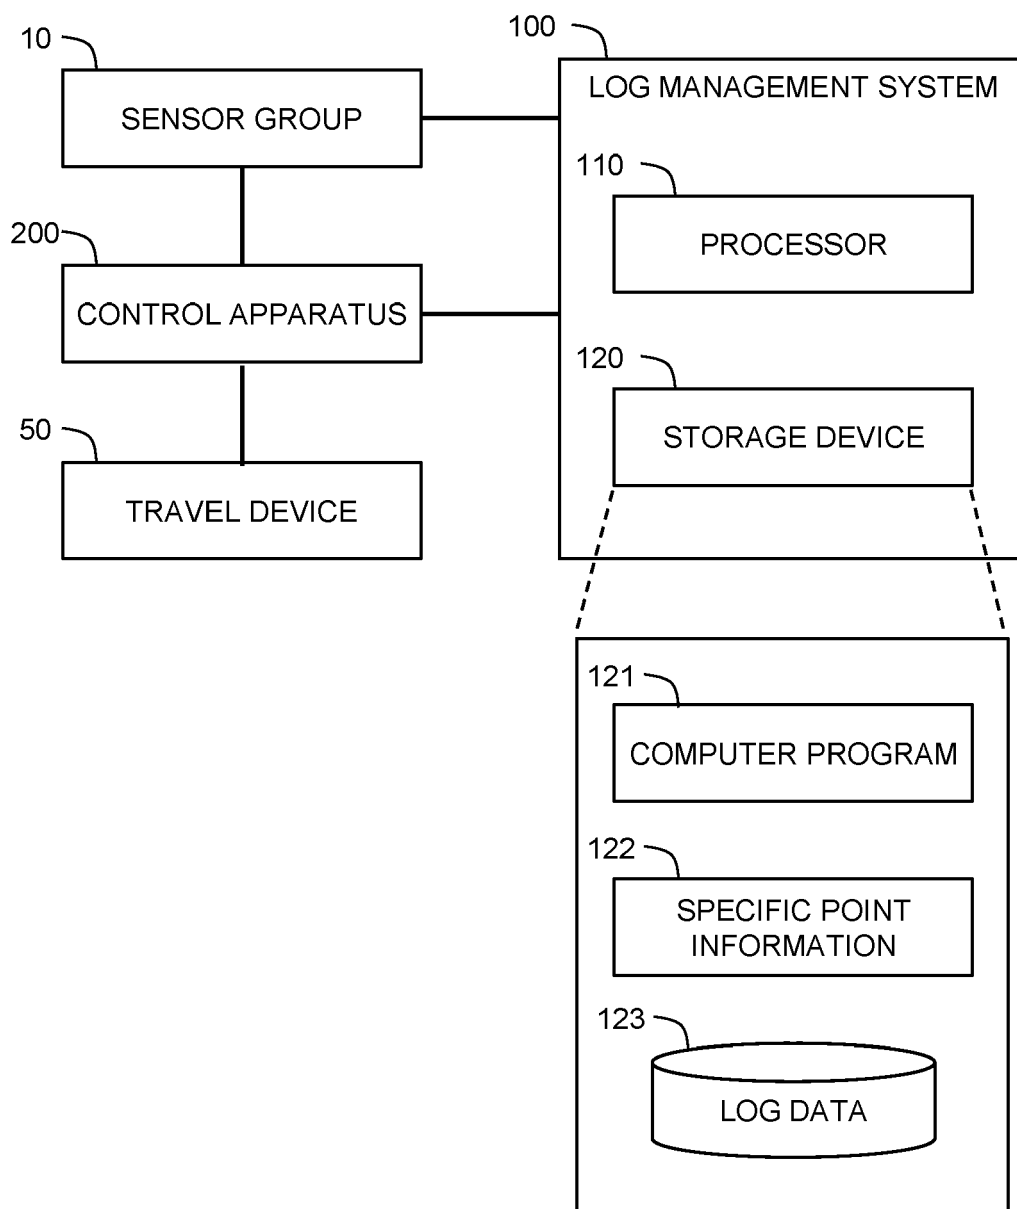 10
SENSOR GROUP
200
CONTROL APPARATUS
50
TRAVEL DEVICE
100
LOG MANAGEMENT SYSTEM
110
PROCESSOR
120
STORAGE DEVICE
121
COMPUTER PROGRAM
122
SPECIFIC POINT
INFORMATION
123
LOG DATA